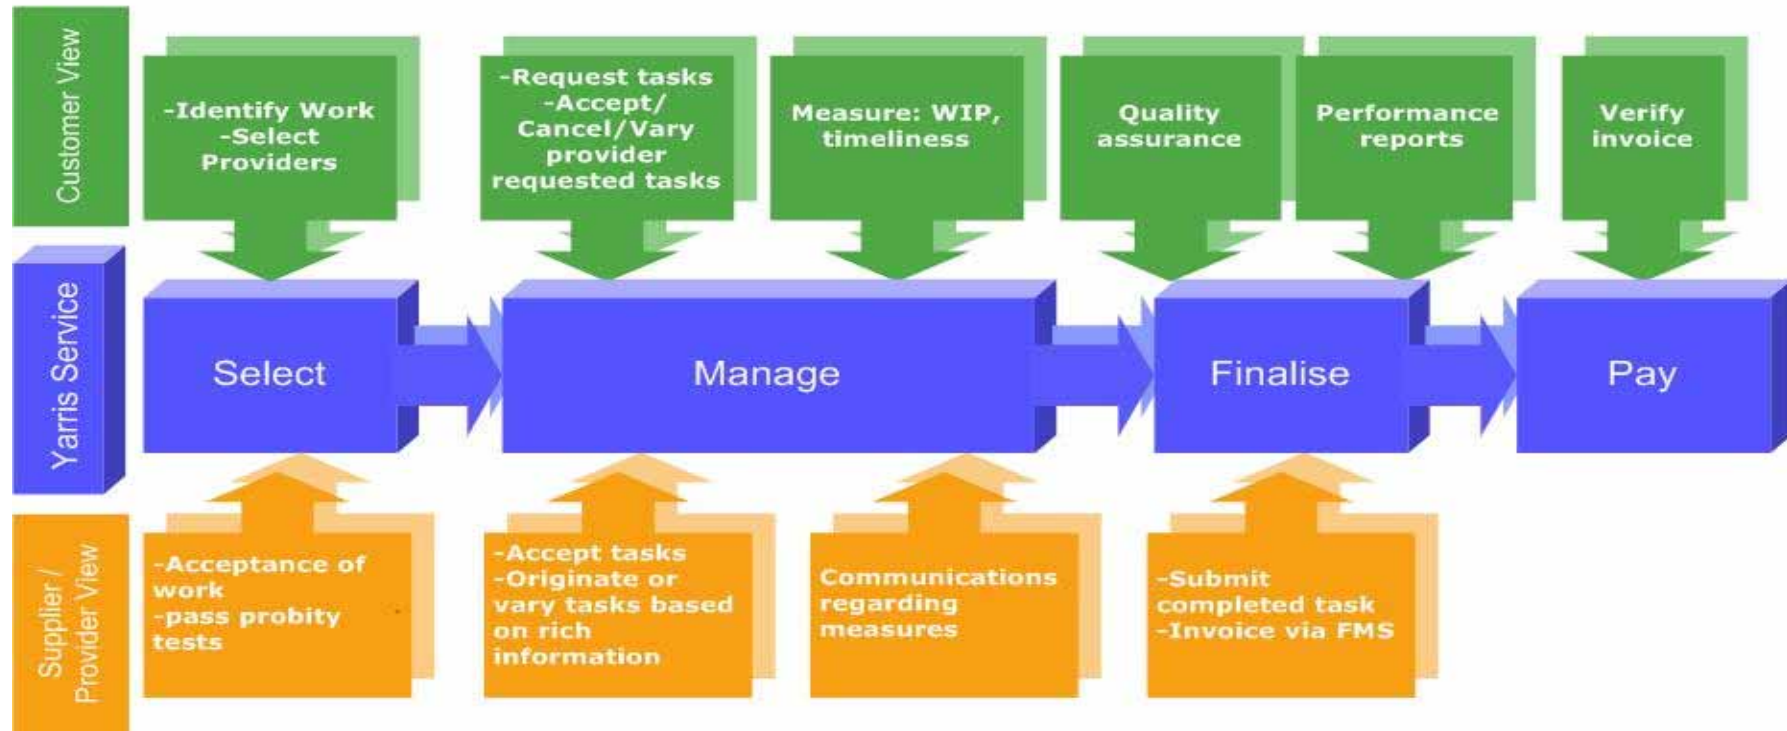 Customer View
-Identify Work
-Select
Providers
-Request tasks
-Accept/
Cancel/Vary
provider
requested tasks
Measure: WIP,
timeliness
Quality
assurance
Performance
reports
Verify
invoice
Yarris Service
Select
Manage
Finalise
Pay
Supplier /
Provider View
-Acceptance of
work
-pass probity
tests
-Accept tasks
-Originate or
vary tasks based
on rich
information
Communications
regarding
measures
-Submit
completed task
-Invoice via FMS